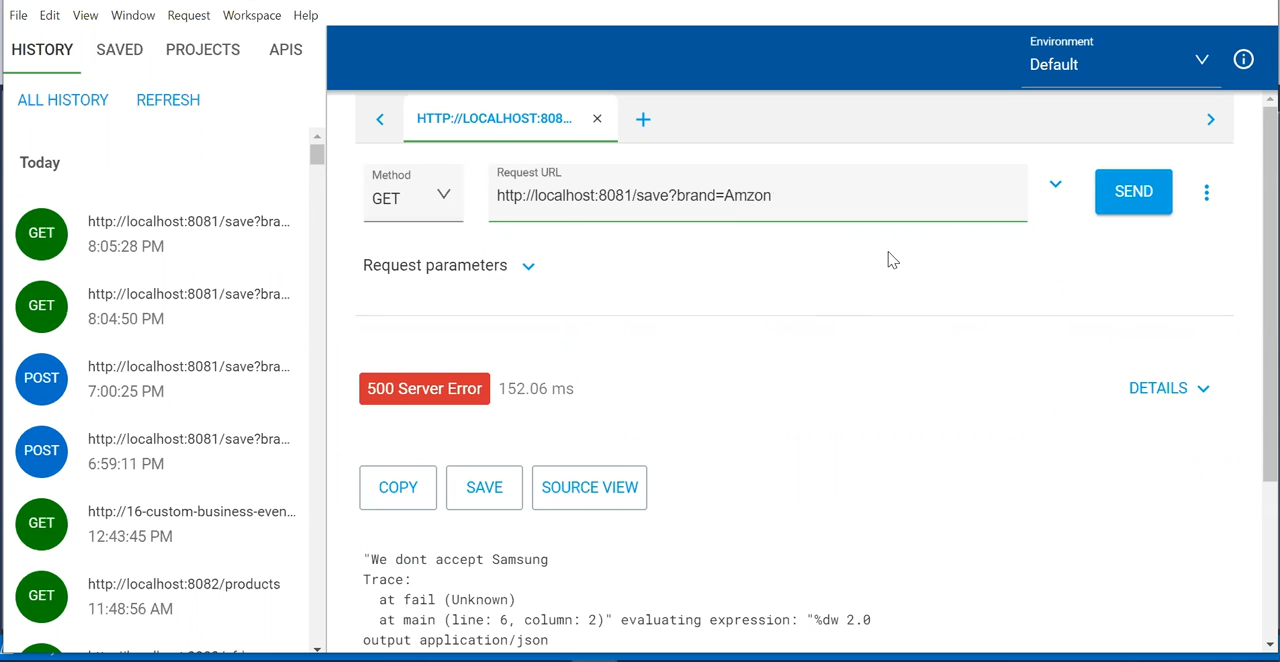 File Edit View Window Request Workspace Help
HISTORY SAVED PROJECTS APIS
ALL HISTORY REFRESH
Today
GET http://localhost:8081/save?bra...
8:05:28 PM
GET http://localhost:8081/save?bra...
8:04:50 PM
POST http://localhost:8081/save?bra...
7:00:25 PM
POST http://localhost:8081/save?bra...
6:59:11 PM
GET http://16-custom-business-even...
12:43:45 PM
GET http://localhost:8082/products
11:48:56 AM
Environment
Default
HTTP://LOCALHOST:808...
Method
GET
Request URL
http://localhost:8081/save?brand=Amzon
SEND
Request parameters
500 Server Error 152.06 ms
DETAILS
COPY SAVE SOURCE VIEW
"We dont accept Samsung
Trace:
at fail (Unknown)
at main (line: 6, column: 2)" evaluating expression: "%dw 2.0
output application/json